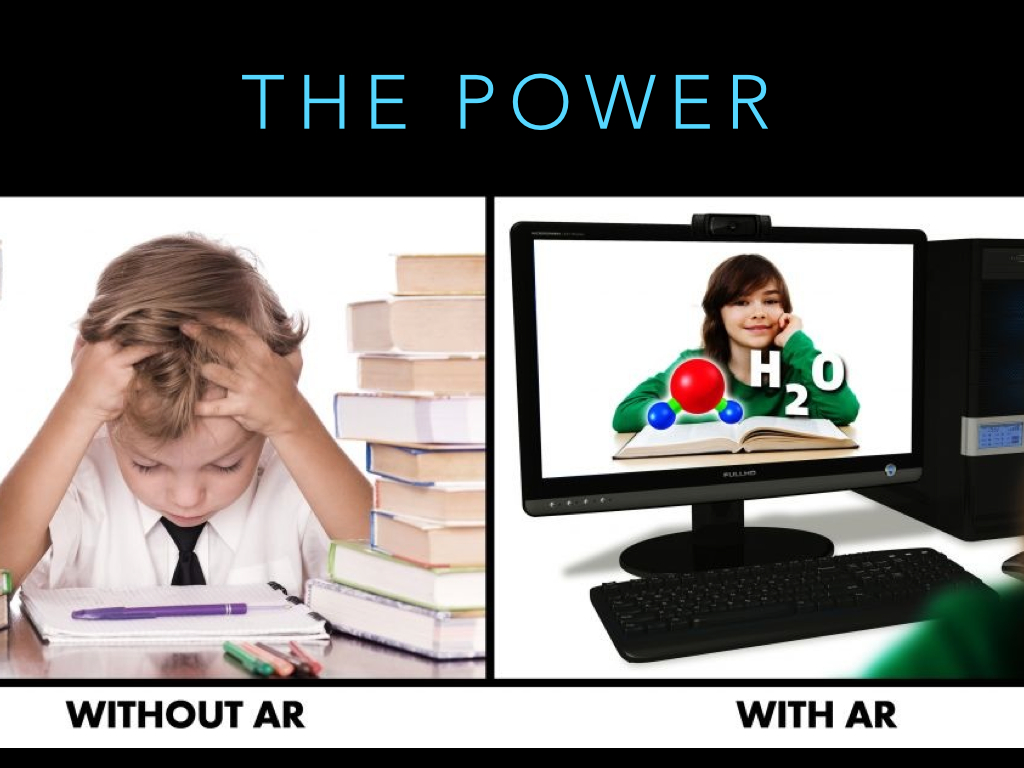 THE POWER
H2O
FULLHD
WITHOUT AR
WITH AR